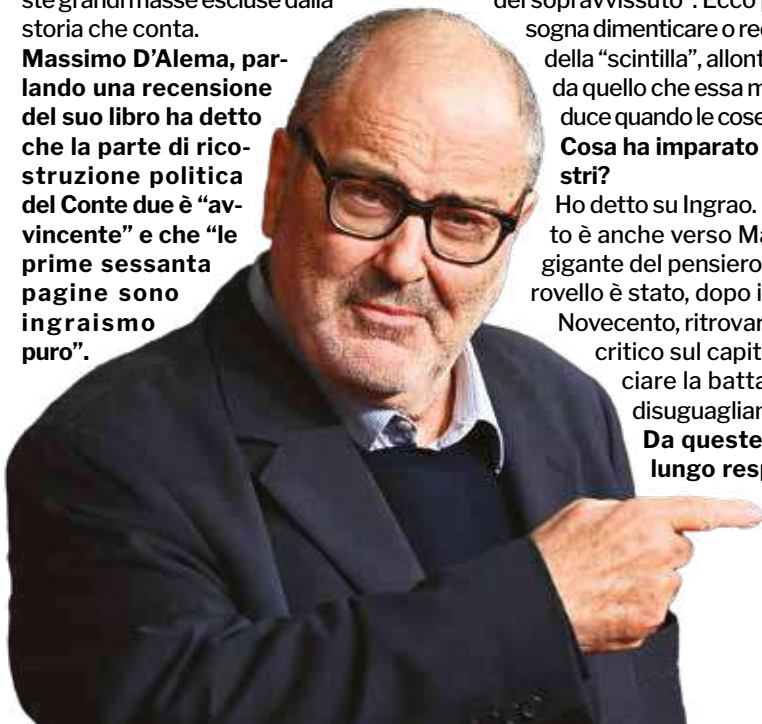 ste grandi masse escluse dalla
storia che conta.
Massimo D’Alema, par-
lando una recensione
del suo libro ha detto
che la parte di rico-
struzione politica
del Conte due è “av-
vincente” e che “le
prime sessanta
pagine sono
ingraismo
puro”.
del sopravvissuto”. Ecco
sogna dimenticare o
della “scintilla”, allont
da quello che essa
duce quando le cose
Cosa ha imparato
stri?
Ho detto su Ingrao.
to è anche verso
gigante del pensiero
rovello è stato, dopo
Novecento, ritrovar
critico sul capit
ciare la batta
disuguaglian
Da queste
lungo resp